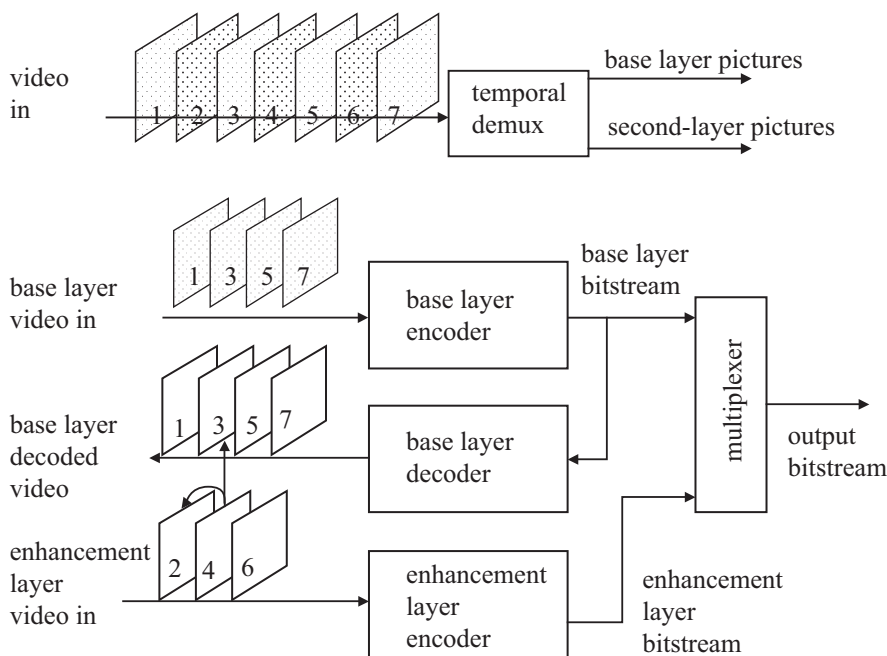 video
in
1 2 3 4 5 6 7
temporal
demux
base layer pictures
second-layer pictures
base layer
video in
1 3 5 7
base layer
encoder
base layer
bitstream
multiplexer
output
bitstream
base layer
decoded
video
1 3 5 7
base layer
decoder
enhancement
layer
video in
2 4 6
enhancement
layer
encoder
enhancement
layer
bitstream